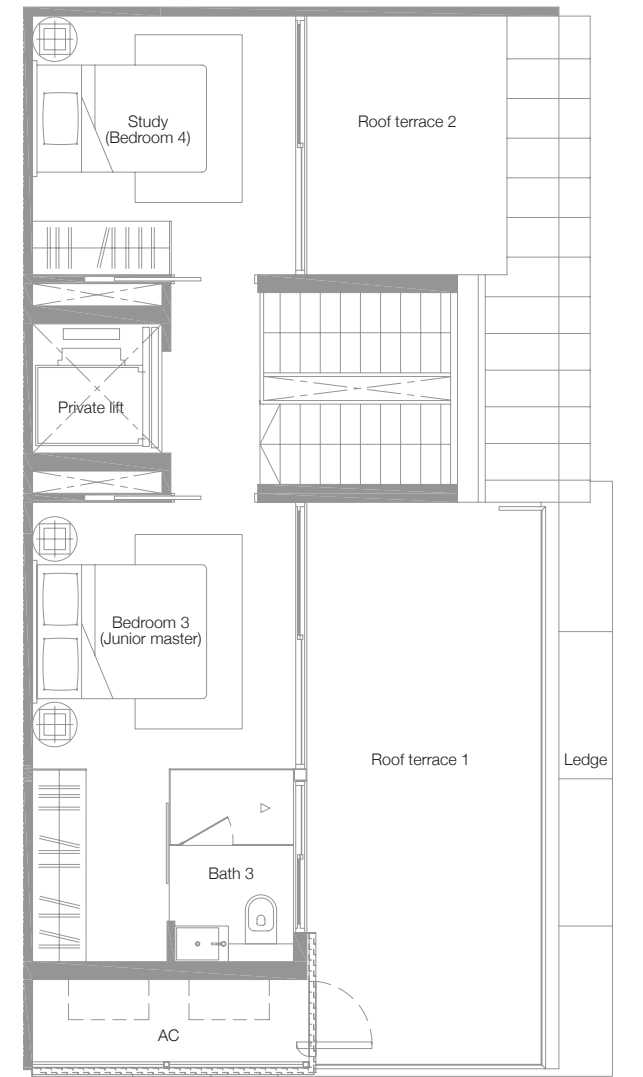 Study
(Bedroom 4)
Roof terrace 2
Private lift
Bedroom 3
(Junior master)
Roof terrace 1
Ledge
Bath 3
AC